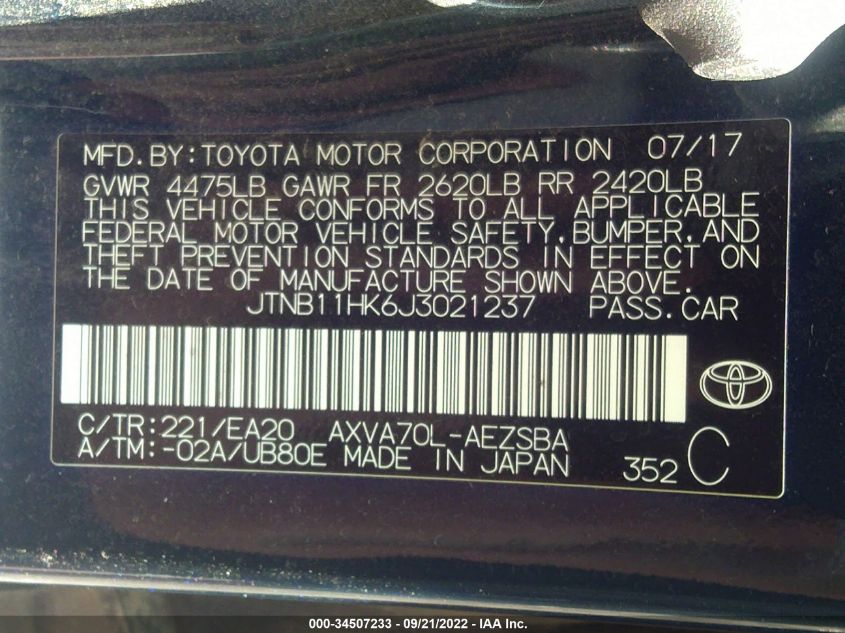 MFD.BY:TOYOTA MOTOR CORPORATION 07/17
GVWR 4475LB GAWR FR 2620LB RR 2420LB
THIS VEHICLE CONFORMS TO ALL APPLICABLE
FEDERAL MOTOR VEHICLE SAFETY,BUMPER,AND
THEFT PREVENTION STANDARDS IN EFFECT ON
THE DATE OF MANUFACTURE SHOWN ABOVE.
JTNB11HK6J3021237 PASS.CAR
C/TR:221/EA20 AXVA70L-AEZSBA
A/TM:-02A/UB80E MADE IN JAPAN 352 C
000-34507233 - 09/21/2022 - IAA Inc.